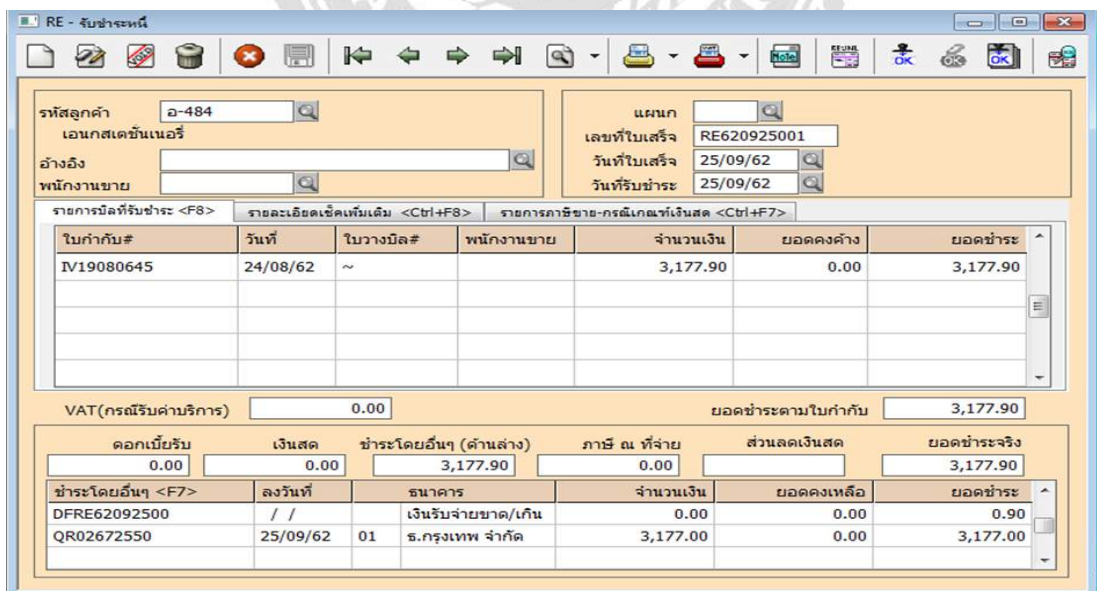 RE - รับชำระหนี้
VOID
Note
RE:UML
OK
OK
OK
รหัสลูกค้า อ-484
เอนกสเตชั่นเนอรี่
อ้างอิง
พนักงานขาย
แผนก
เลขที่ใบเสร็จ RE620925001
วันที่ใบเสร็จ 25/09/62
วันที่รับชำระ 25/09/62
รายการบิลที่รับชำระ <F8> รายละเอียดเช็คเพิ่มเติม <Ctrl+F8> รายการภาษีขาย-กรณีเกณฑ์เงินสด <Ctrl+F7>
ใบกำกับ# วันที่ ใบวางบิล# พนักงานขาย จำนวนเงิน ยอดคงค้าง ยอดชำระ
IV19080645 24/08/62 ~ 3,177.90 0.00 3,177.90
VAT(กรณีรับค่าบริการ) 0.00 ยอดชำระตามใบกำกับ 3,177.90
ดอกเบี้ยรับ เงินสด ชำระโดยอื่นๆ (ด้านล่าง) ภาษี ณ ที่จ่าย ส่วนลดเงินสด ยอดชำระจริง
0.00 0.00 3,177.90 0.00 3,177.90
ชำระโดยอื่นๆ <F7> ลงวันที่ ธนาคาร จำนวนเงิน ยอดคงเหลือ ยอดชำระ
DFRE62092500 / / เงินรับจ่ายขาด/เกิน 0.00 0.00 0.90
QR02672550 25/09/62 01 ธ.กรุงเทพ จำกัด 3,177.00 0.00 3,177.00